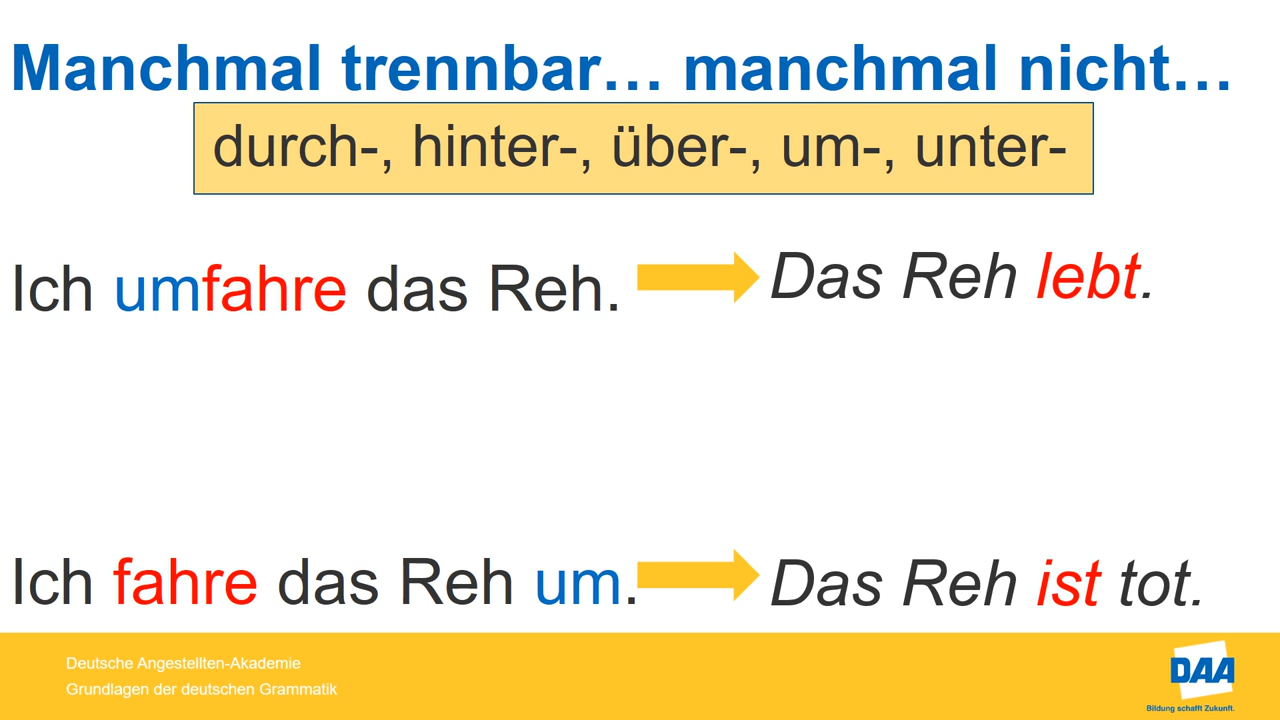 Manchmal trennbar… manchmal nicht…
durch-, hinter-, über-, um-, unter-
Ich umfahre das Reh.
Das Reh lebt.
Ich fahre das Reh um.
Das Reh ist tot.
Deutsche Angestellten-Akademie
Grundlagen der deutschen Grammatik
DAA
Bildung schafft Zukunft.